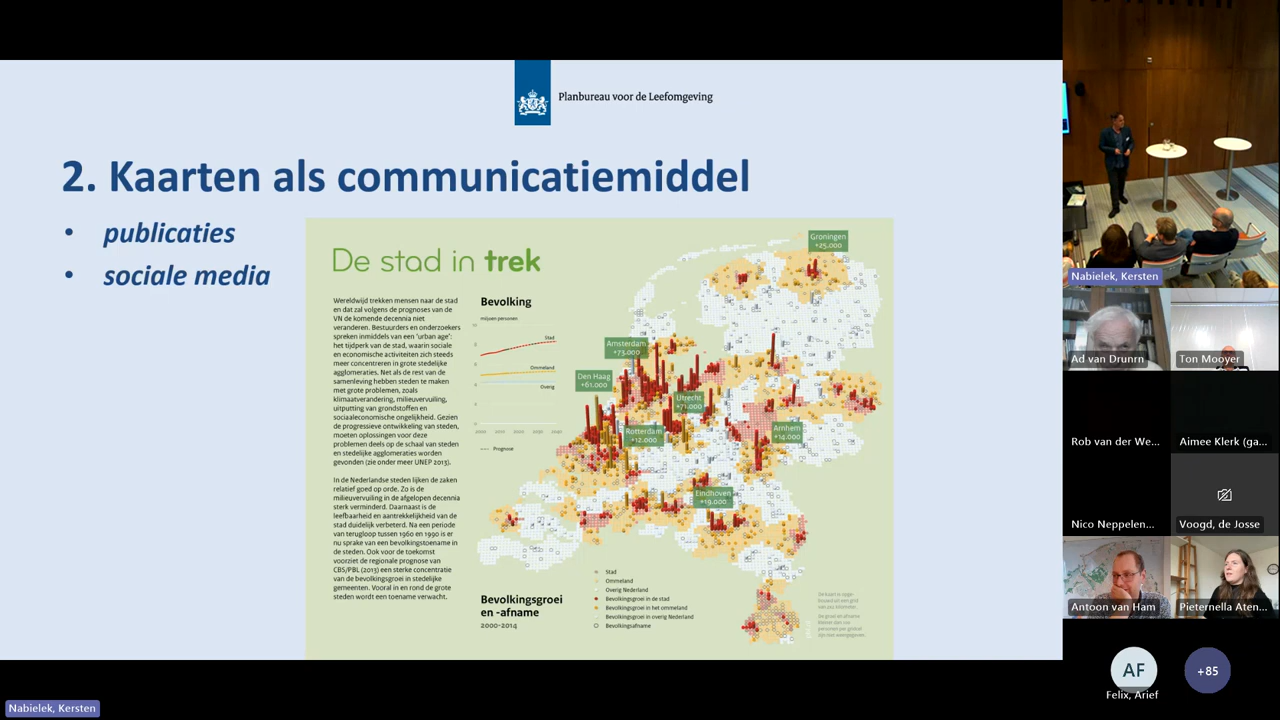 Planbureau voor de Leefomgeving
2. Kaarten als communicatiemiddel
• publicaties
• sociale media
De stad in trek
Wereldwijd trekken mensen naar de stad
en dat zal volgens de prognoses van de
VN de komende decennia niet
veranderen. Bestuurders en onderzoekers
spreken inmiddels van een 'urban age':
het tijdperk van de stad, waarin sociale
en economische activiteiten zich steeds
meer concentreren in grote stedelijke
agglomeraties. Net als de rest van de
samenleving hebben steden te maken
met grote problemen, zoals
klimaatverandering, milieuvervuiling,
uitputting van grondstoffen en
sociaaleconomische ongelijkheid. Gezien
de progressieve ontwikkeling van steden,
moeten oplossingen voor deze
problemen deels op de schaal van steden
en stedelijke agglomeraties worden
gevonden (zie onder meer UNEP 2013).
In de Nederlandse steden lijken de zaken
relatief goed op orde. Zo is de
milieuvervuiling in de afgelopen decennia
sterk verminderd. Daarnaast is de
leefbaarheid en aantrekkelijkheid van de
stad duidelijk verbeterd. Na een periode
van terugloop tussen 1960 en 1990 is er
nu sprake van een bevolkingstoename in
de steden. Ook voor de toekomst
voorziet de regionale prognose van
CBS/PBL (2013) een sterke concentratie
van de bevolkingsgroei in stedelijke
gemeenten. Vooral in en rond de grote
steden wordt een toename verwacht.
Bevolking
miljoen personen
Stad
Ommeland
Overig
2000 2010 2020 2030 2040
Prognose
Groningen
+25.000
Amsterdam
+73.000
Den Haag
+61.000
Utrecht
+71.000
Rotterdam
+12.000
Arnhem
+14.000
Eindhoven
+19.000
Bevolkingsgroei
en -afname
2000-2014
Stad
Ommeland
Overig Nederland
Bevolkingsgroei in de stad
Bevolkingsgroei in het ommeland
Bevolkingsgroei in overig Nederland
Bevolkingsafname
Nabielek, Kersten
Ad van Drunrn
Ton Mooyer
Rob van der We...
Aimee Klerk (ga...
Nico Neppelen...
Voogd, de Josse
Antoon van Ham
Pieternella Aten...
AF
+85
Felix, Arief
Nabielek, Kersten